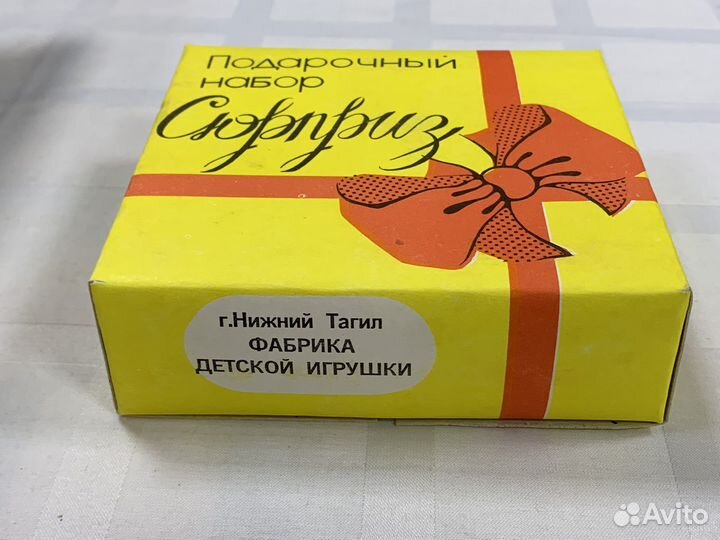 Подарочный
набор
Сюрприз
г.Нижний Тагил
ФАБРИКА
ДЕТСКОЙ ИГРУШКИ
Avito